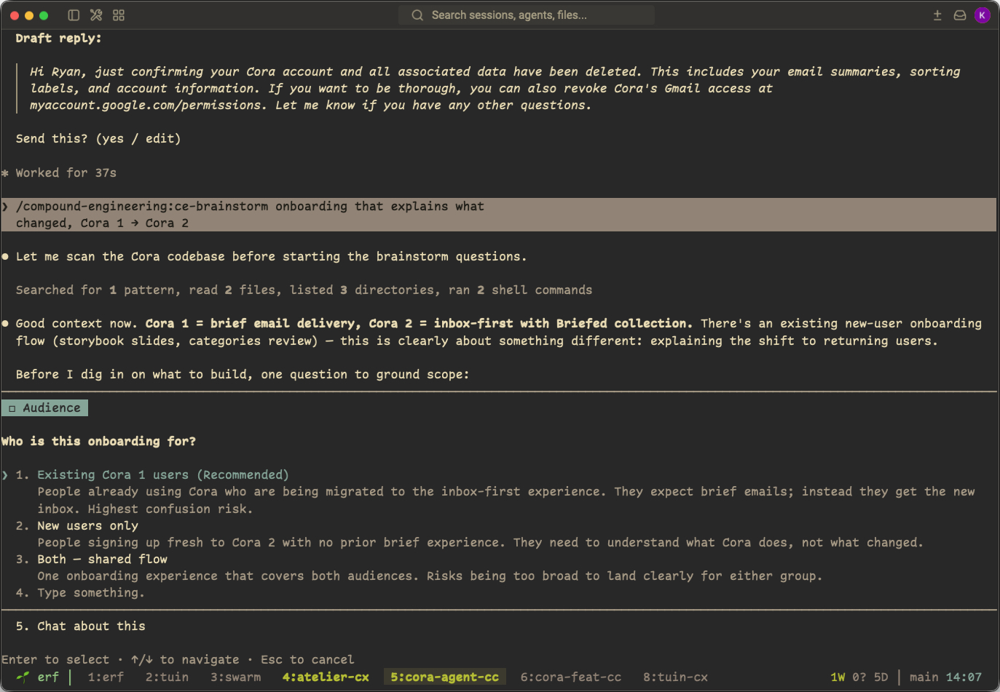 Search sessions, agents, files...
K
Draft reply:
Hi Ryan, just confirming your Cora account and all associated data have been deleted. This includes your email summaries, sorting
labels, and account information. If you want to be thorough, you can also revoke Cora's Gmail access at
myaccount.google.com/permissions. Let me know if you have any other questions.
Send this? (yes / edit)
* Worked for 37s
❯ /compound-engineering:ce-brainstorm onboarding that explains what
changed, Cora 1 → Cora 2
● Let me scan the Cora codebase before starting the brainstorm questions.
Searched for 1 pattern, read 2 files, listed 3 directories, ran 2 shell commands
● Good context now. Cora 1 = brief email delivery, Cora 2 = inbox-first with Briefed collection. There's an existing new-user onboarding
flow (storybook slides, categories review) — this is clearly about something different: explaining the shift to returning users.
Before I dig in on what to build, one question to ground scope:
□ Audience
Who is this onboarding for?
❯ 1. Existing Cora 1 users (Recommended)
People already using Cora who are being migrated to the inbox-first experience. They expect brief emails; instead they get the new
inbox. Highest confusion risk.
2. New users only
People signing up fresh to Cora 2 with no prior brief experience. They need to understand what Cora does, not what changed.
3. Both — shared flow
One onboarding experience that covers both audiences. Risks being too broad to land clearly for either group.
4. Type something.
5. Chat about this
Enter to select · ↑/↓ to navigate · Esc to cancel
erf | 1:erf 2:tuin 3:swarm 4:atelier-cx 5:cora-agent-cc 6:cora-feat-cc 8:tuin-cx 1W 0? 5D | main 14:07